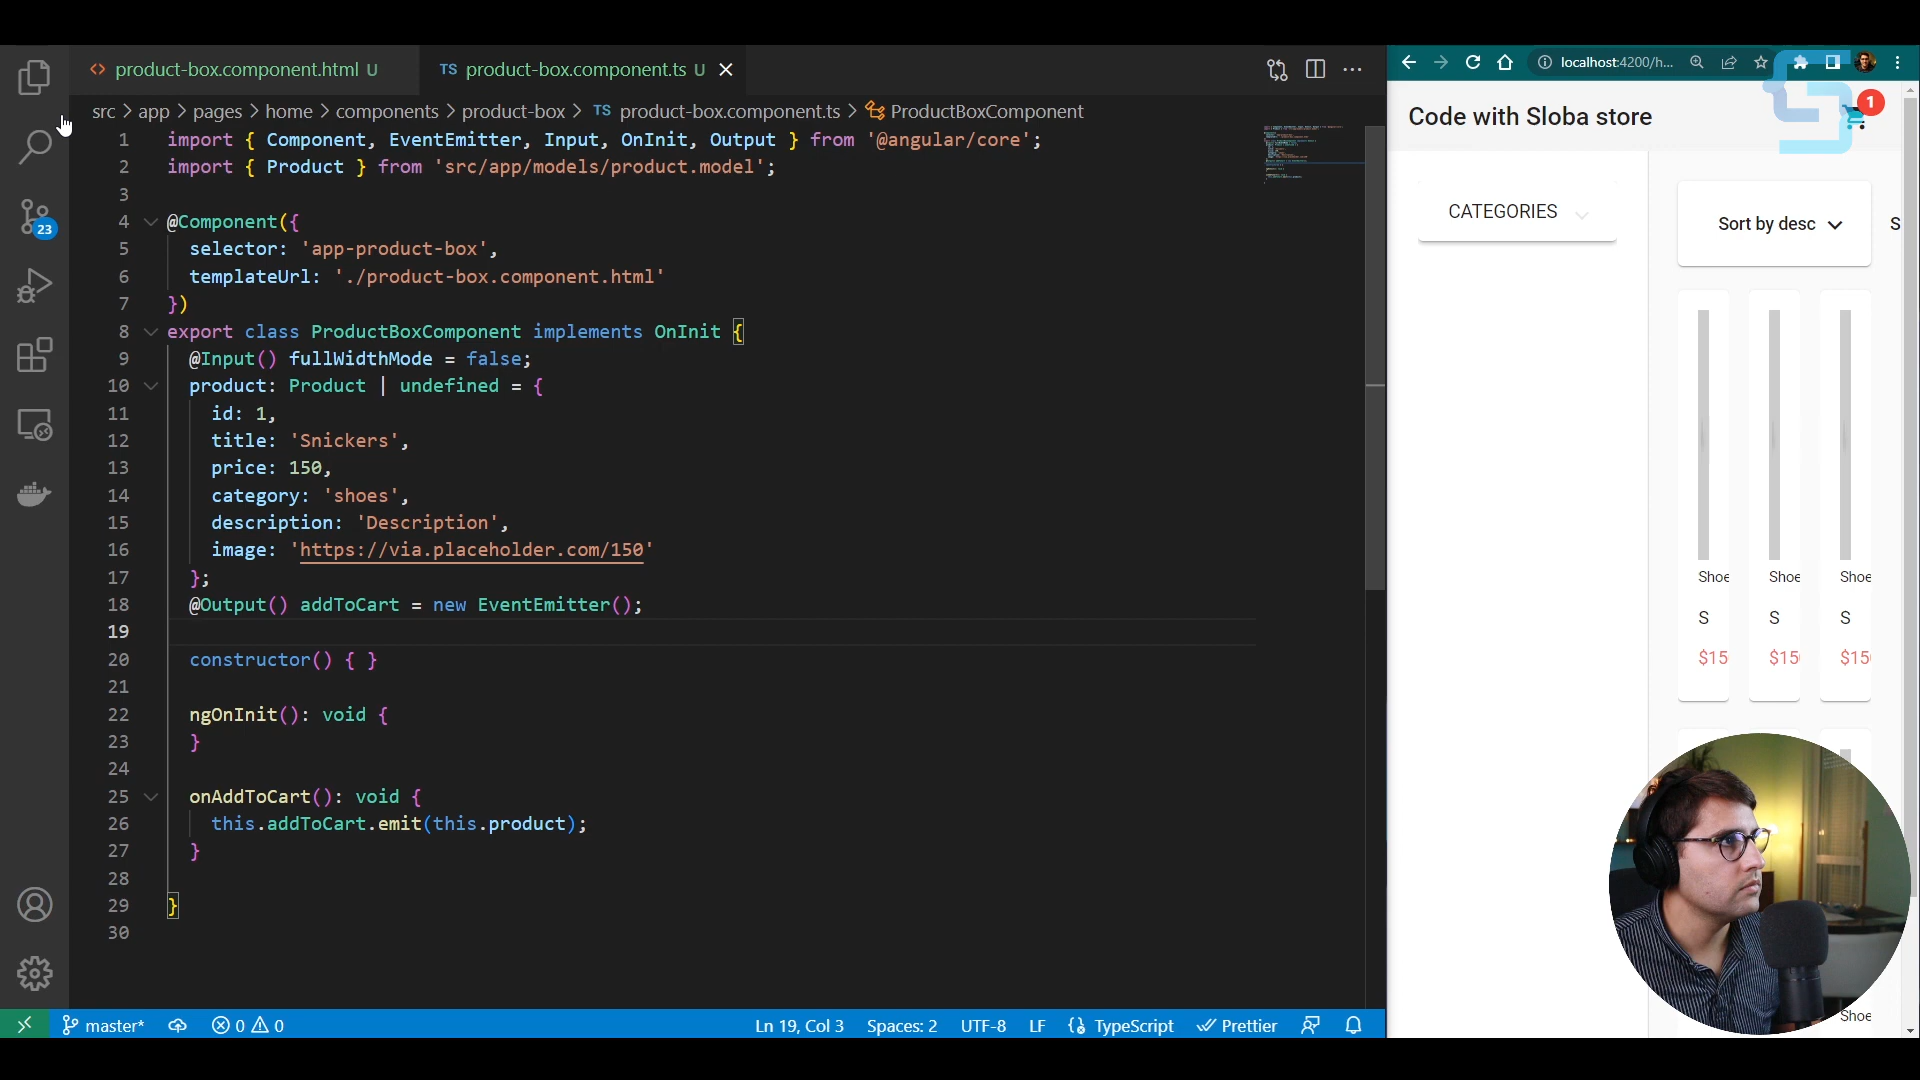 product-box.component.html U
TS product-box.component.ts U
src > app > pages > home > components > product-box > TS product-box.component.ts > ProductBoxComponent
1 import { Component, EventEmitter, Input, OnInit, Output } from '@angular/core';
2 import { Product } from 'src/app/models/product.model';
3
4 @Component({
5 selector: 'app-product-box',
6 templateUrl: './product-box.component.html'
7 })
8 export class ProductBoxComponent implements OnInit {
9 @Input() fullWidthMode = false;
10 product: Product | undefined = {
11 id: 1,
12 title: 'Snickers',
13 price: 150,
14 category: 'shoes',
15 description: 'Description',
16 image: 'https://via.placeholder.com/150'
17 };
18 @Output() addToCart = new EventEmitter();
19
20 constructor() { }
21
22 ngOnInit(): void {
23 }
24
25 onAddToCart(): void {
26 this.addToCart.emit(this.product);
27 }
28
29 }
30
23
master*
0 0
Ln 19, Col 3
Spaces: 2
UTF-8
LF
{} TypeScript
Prettier
localhost:4200/h...
Code with Sloba store
1
CATEGORIES
Sort by desc
S
Shoe Shoe Shoe
S S S
$15 $15 $15
Shoe